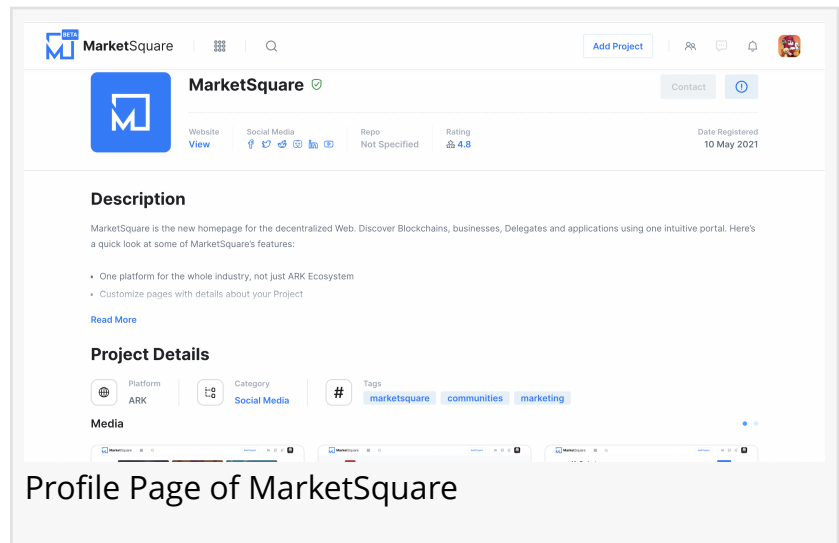 BETA
MarketSquare
Add Project
MarketSquare
Contact
Website
Social Media
Repo
Rating
Date Registered
View
Not Specified
4.8
10 May 2021
Description
MarketSquare is the new homepage for the decentralized Web. Discover Blockchains, businesses, Delegates and applications using one intuitive portal. Here's
a quick look at some of MarketSquare's features:
• One platform for the whole industry, not just ARK Ecosystem
• Customize pages with details about your Project
Read More
Project Details
Platform
Category
Tags
ARK
Social Media
#
marketsquare communities marketing
Media
MarketSquare
MarketSquare
MarketSquare
Profile Page of MarketSquare